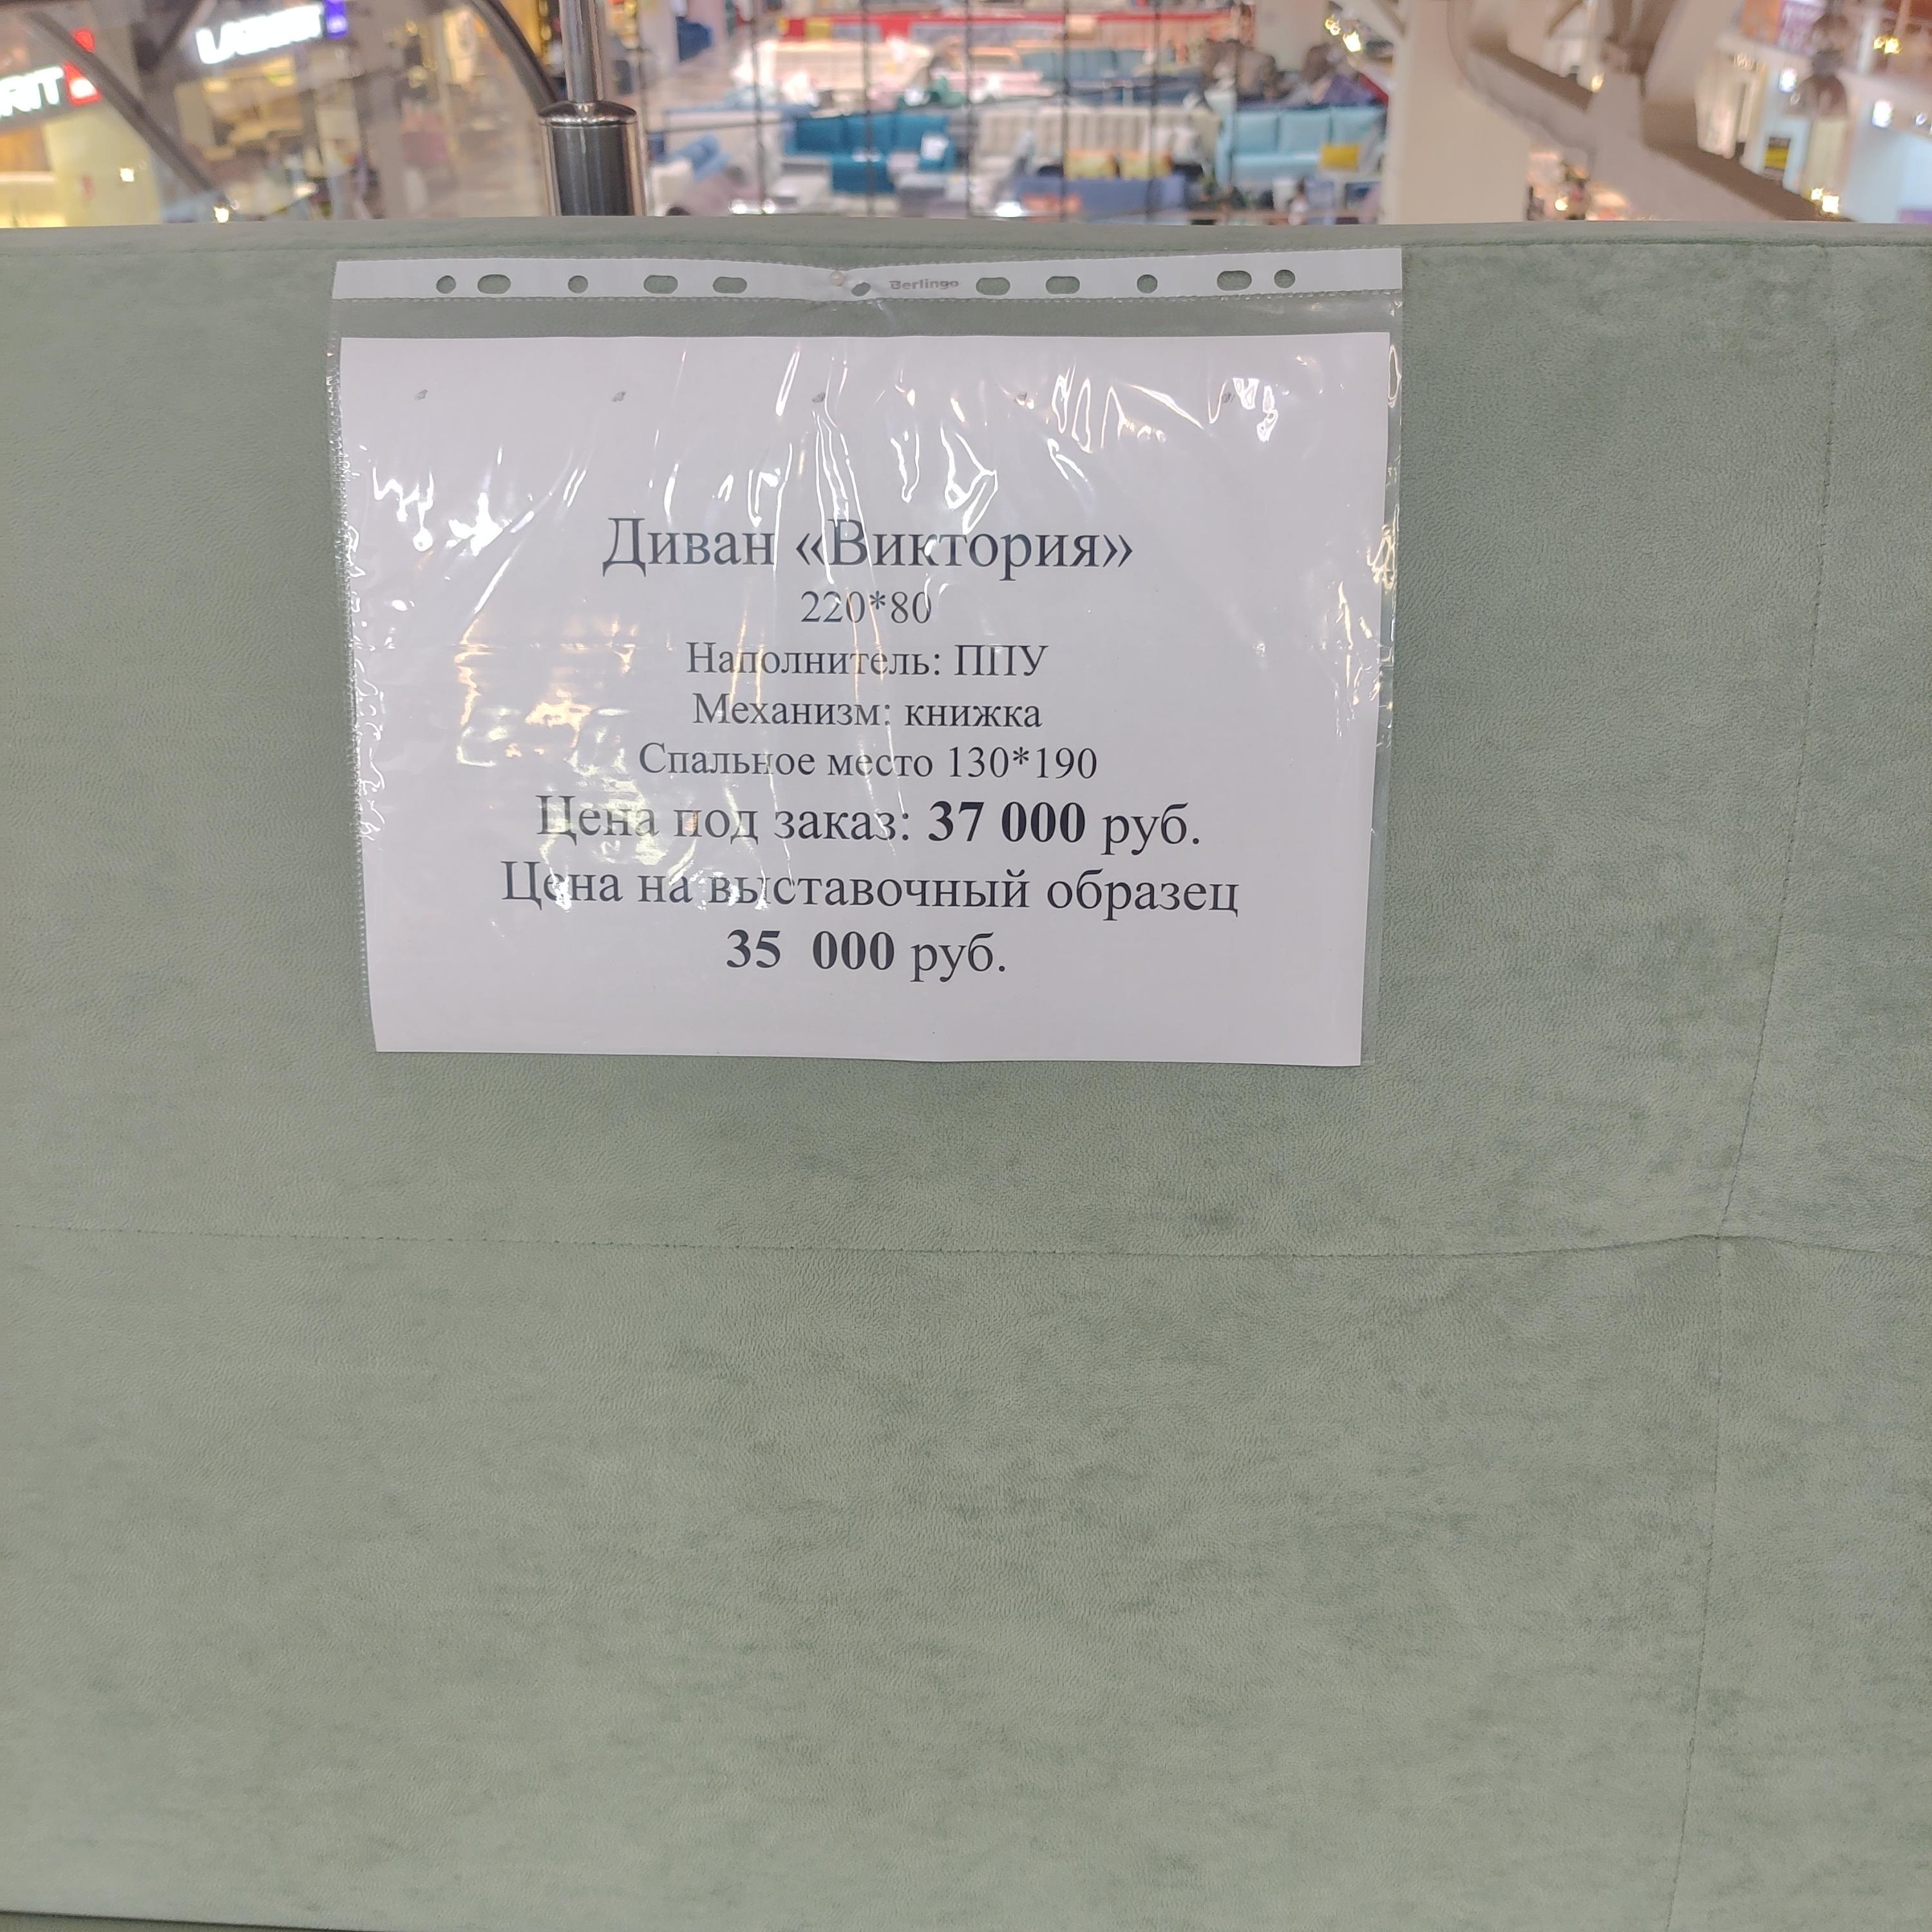 Berlingo
Диван «Виктория»
220*80
Наполнитель: ППУ
Механизм: книжка
Спальное место 130*190
Цена под заказ: 37 000 руб.
Цена на выставочный образец
35 000 руб.